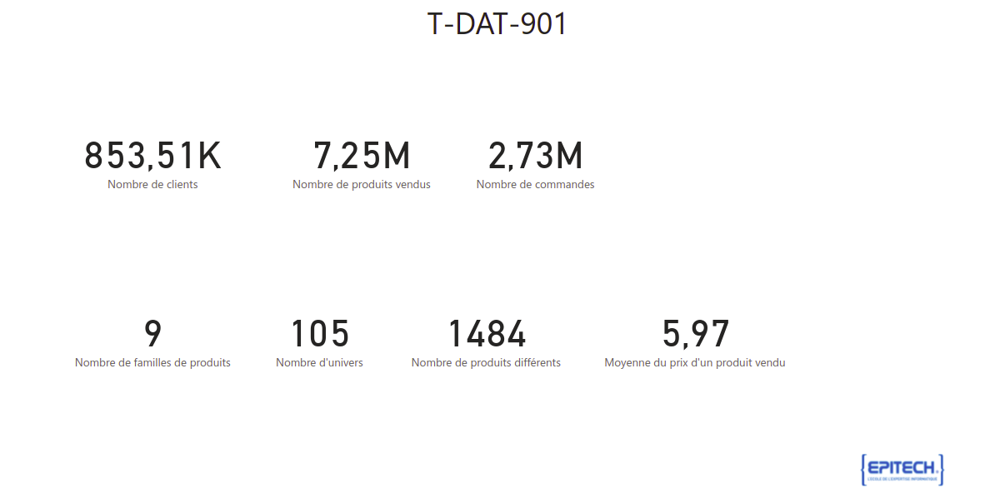 T-DAT-901
853,51K
Nombre de clients
7,25M
Nombre de produits vendus
2,73M
Nombre de commandes
9
Nombre de familles de produits
105
Nombre d'univers
1484
Nombre de produits différents
5,97
Moyenne du prix d'un produit vendu
{EPITECH.}
L'ECOLE DE L'EXPERTISE INFORMATIQUE